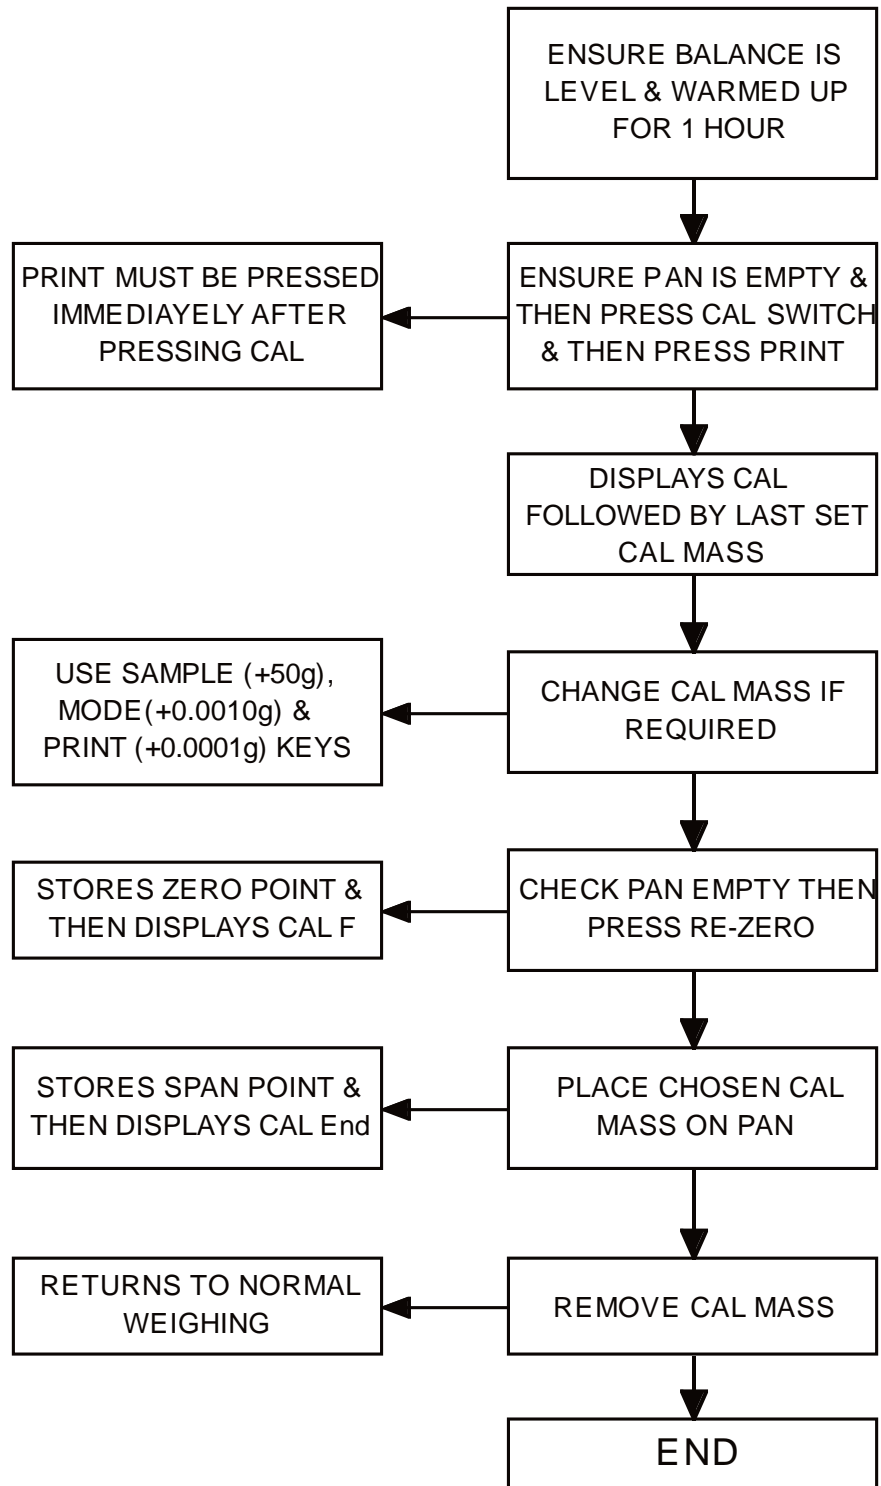 ENSURE BALANCE IS
LEVEL & WARMED UP
FOR 1 HOUR
ENSURE PAN IS EMPTY &
THEN PRESS CAL SWITCH
& THEN PRESS PRINT
PRINT MUST BE PRESSED
IMMEDIAYELY AFTER
PRESSING CAL
DISPLAYS CAL
FOLLOWED BY LAST SET
CAL MASS
CHANGE CAL MASS IF
REQUIRED
USE SAMPLE (+50g),
MODE(+0.0010g) &
PRINT (+0.0001g) KEYS
CHECK PAN EMPTY THEN
PRESS RE-ZERO
STORES ZERO POINT &
THEN DISPLAYS CAL F
PLACE CHOSEN CAL
MASS ON PAN
STORES SPAN POINT &
THEN DISPLAYS CAL End
REMOVE CAL MASS
RETURNS TO NORMAL
WEIGHING
END